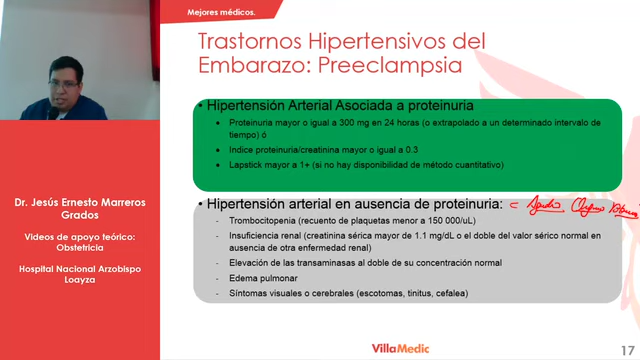 Mejores médicos.
Trastornos Hipertensivos del
Embarazo: Preeclampsia
• Hipertensión Arterial Asociada a proteinuria
• Proteinuria mayor o igual a 300 mg en 24 horas (o extrapolado a un determinado intervalo de
tiempo) ó
• Indice proteinuria/creatinina mayor o igual a 0.3
• Lapstick mayor a 1+ (si no hay disponibilidad de método cuantitativo)
Dr. Jesús Ernesto Marreros
Grados
Videos de apoyo teórico:
Obstetricia
Hospital Nacional Arzobispo
Loayza
• Hipertensión arterial en ausencia de proteinuria:
- Trombocitopenia (recuento de plaquetas menor a 150 000/uL)
- Insuficiencia renal (creatinina sérica mayor de 1.1 mg/dL o el doble del valor sérico normal en
ausencia de otra enfermedad renal)
- Elevación de las transaminasas al doble de su concentración normal
- Edema pulmonar
- Síntomas visuales o cerebrales (escotomas, tinitus, cefalea)
VillaMedic
17